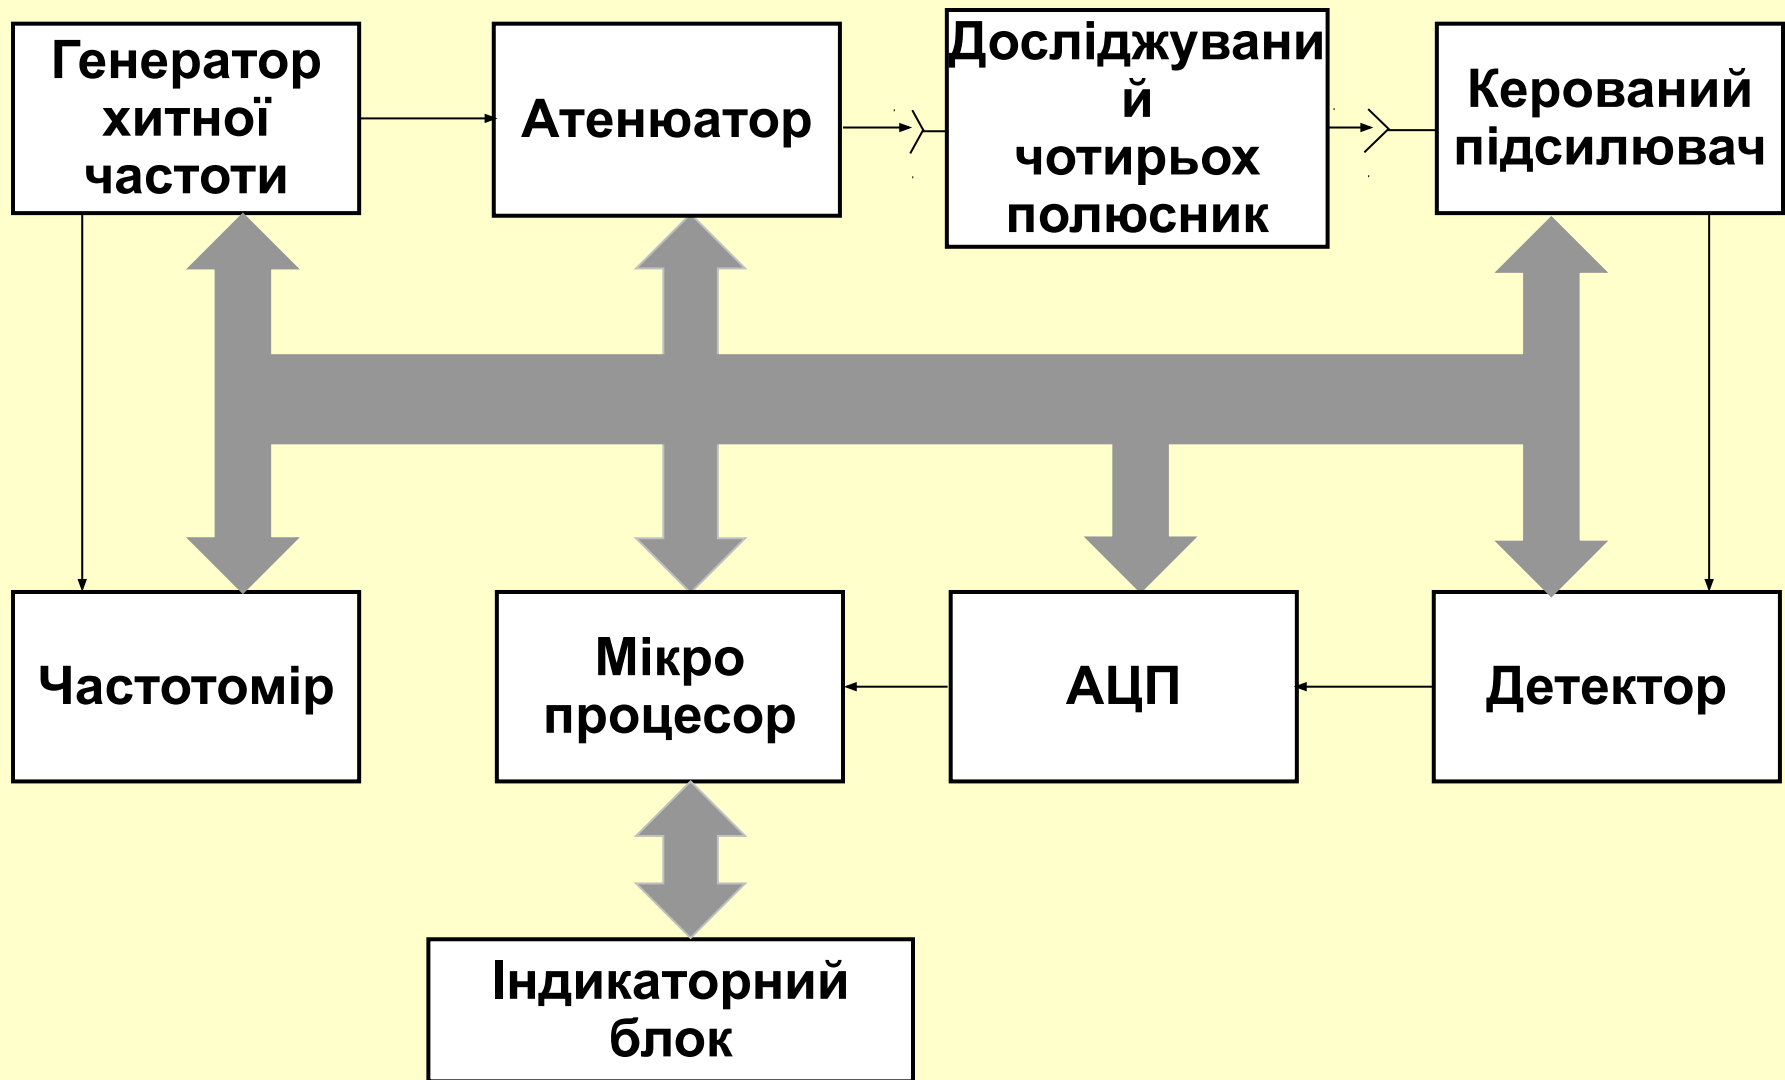 Генератор
хитної
частоти
Атенюатор
Досліджувани
й
чотирьох
полюсник
Керований
підсилювач
Частотомір
Мікро
процесор
АЦП
Детектор
Індикаторний
блок